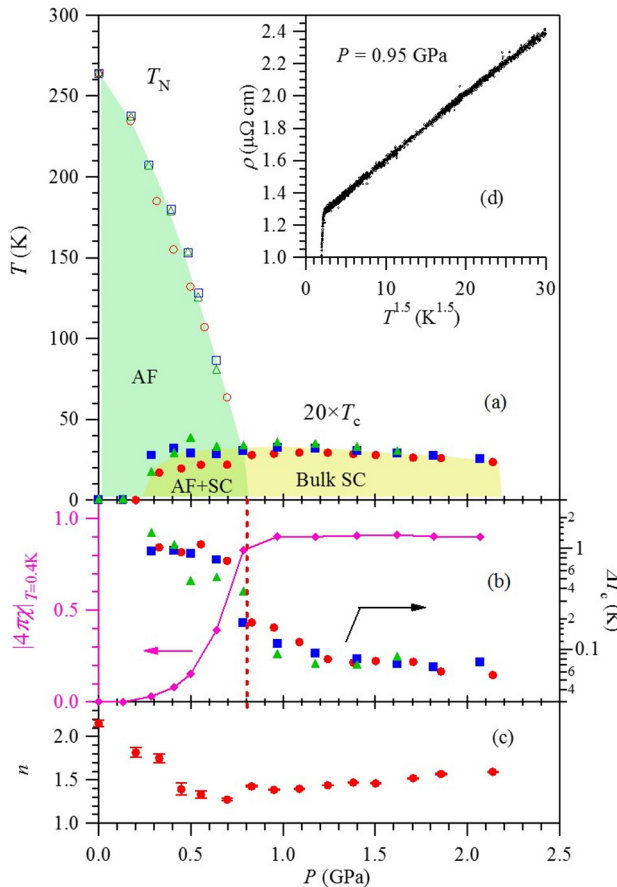 300
250
200
150
100
50
0
T (K)
T_N
AF
AF+SC
Bulk SC
20×T_c
(a)
2.4
2.2
2.0
1.8
1.6
1.4
1.2
1.0
ρ (μΩ cm)
P = 0.95 GPa
(d)
0 10 20 30
T^1.5 (K^1.5)
1.0
0.5
0.0
|4πχ|_T=0.4K
(b)
2
1
8
6
4
2
0.1
8
6
4
ΔT_c (K)
2.0
1.5
1.0
n
(c)
0.0 0.5 1.0 1.5 2.0 2.5
P (GPa)